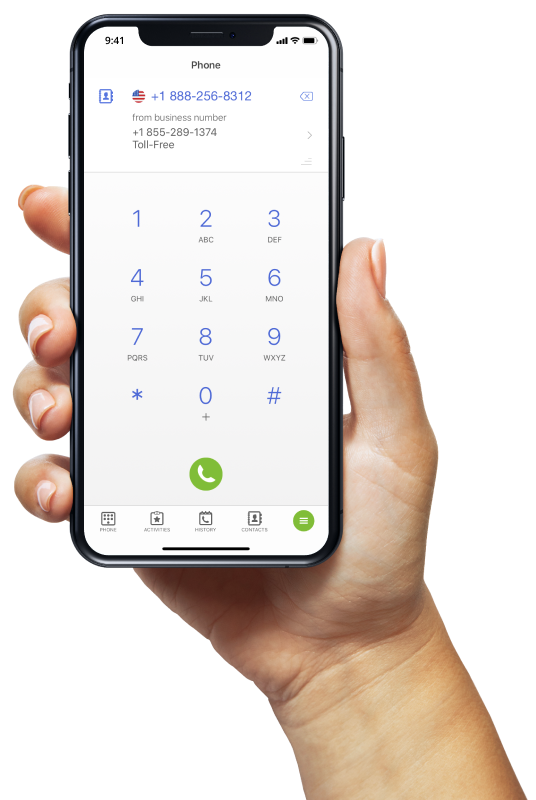 9:41
Phone
+1 888-256-8312
from business number
+1 855-289-1374
Toll-Free
1 2 3
ABC DEF
4 5 6
GHI JKL MNO
7 8 9
PQRS TUV WXYZ
* 0 #
+
PHONE ACTIVITIES HISTORY CONTACTS